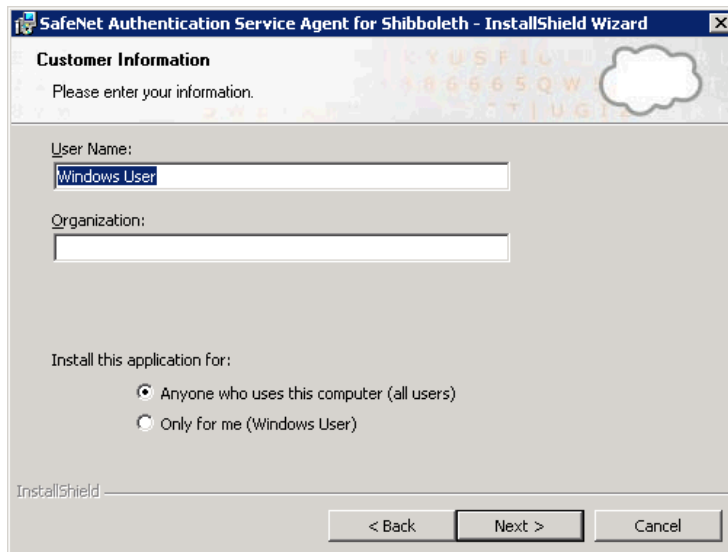 SafeNet Authentication Service Agent for Shibboleth - InstallShield Wizard
Customer Information
Please enter your information.
User Name:
Windows User
Organization:
Install this application for:
Anyone who uses this computer (all users)
Only for me (Windows User)
InstallShield
< Back
Next >
Cancel